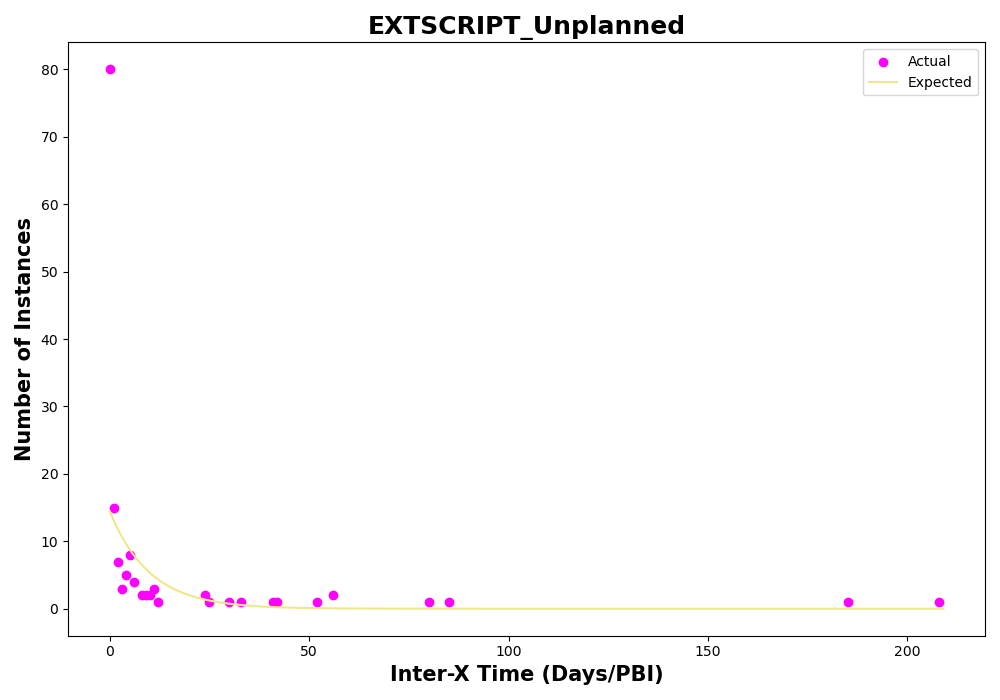 EXTSCRIPT_Unplanned
Actual
Expected
80
70
60
50
40
30
20
10
0
Number of Instances
0 50 100 150 200
Inter-X Time (Days/PBI)